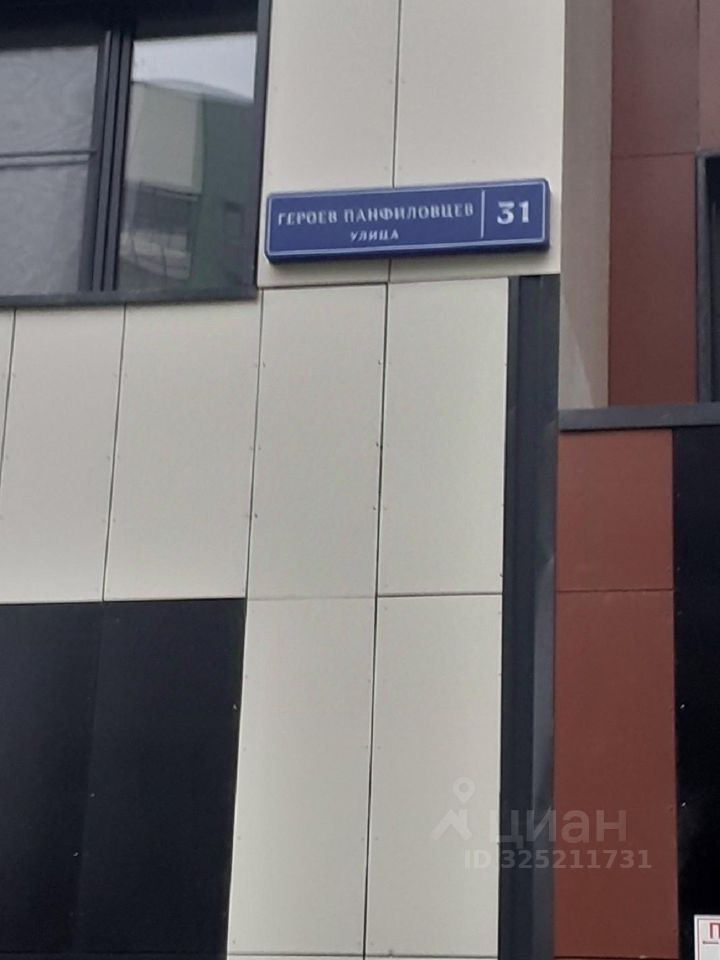 ГЕРОЕВ ПАНФИЛОВЦЕВ
УЛИЦА
31
циан
ID:325211731
П